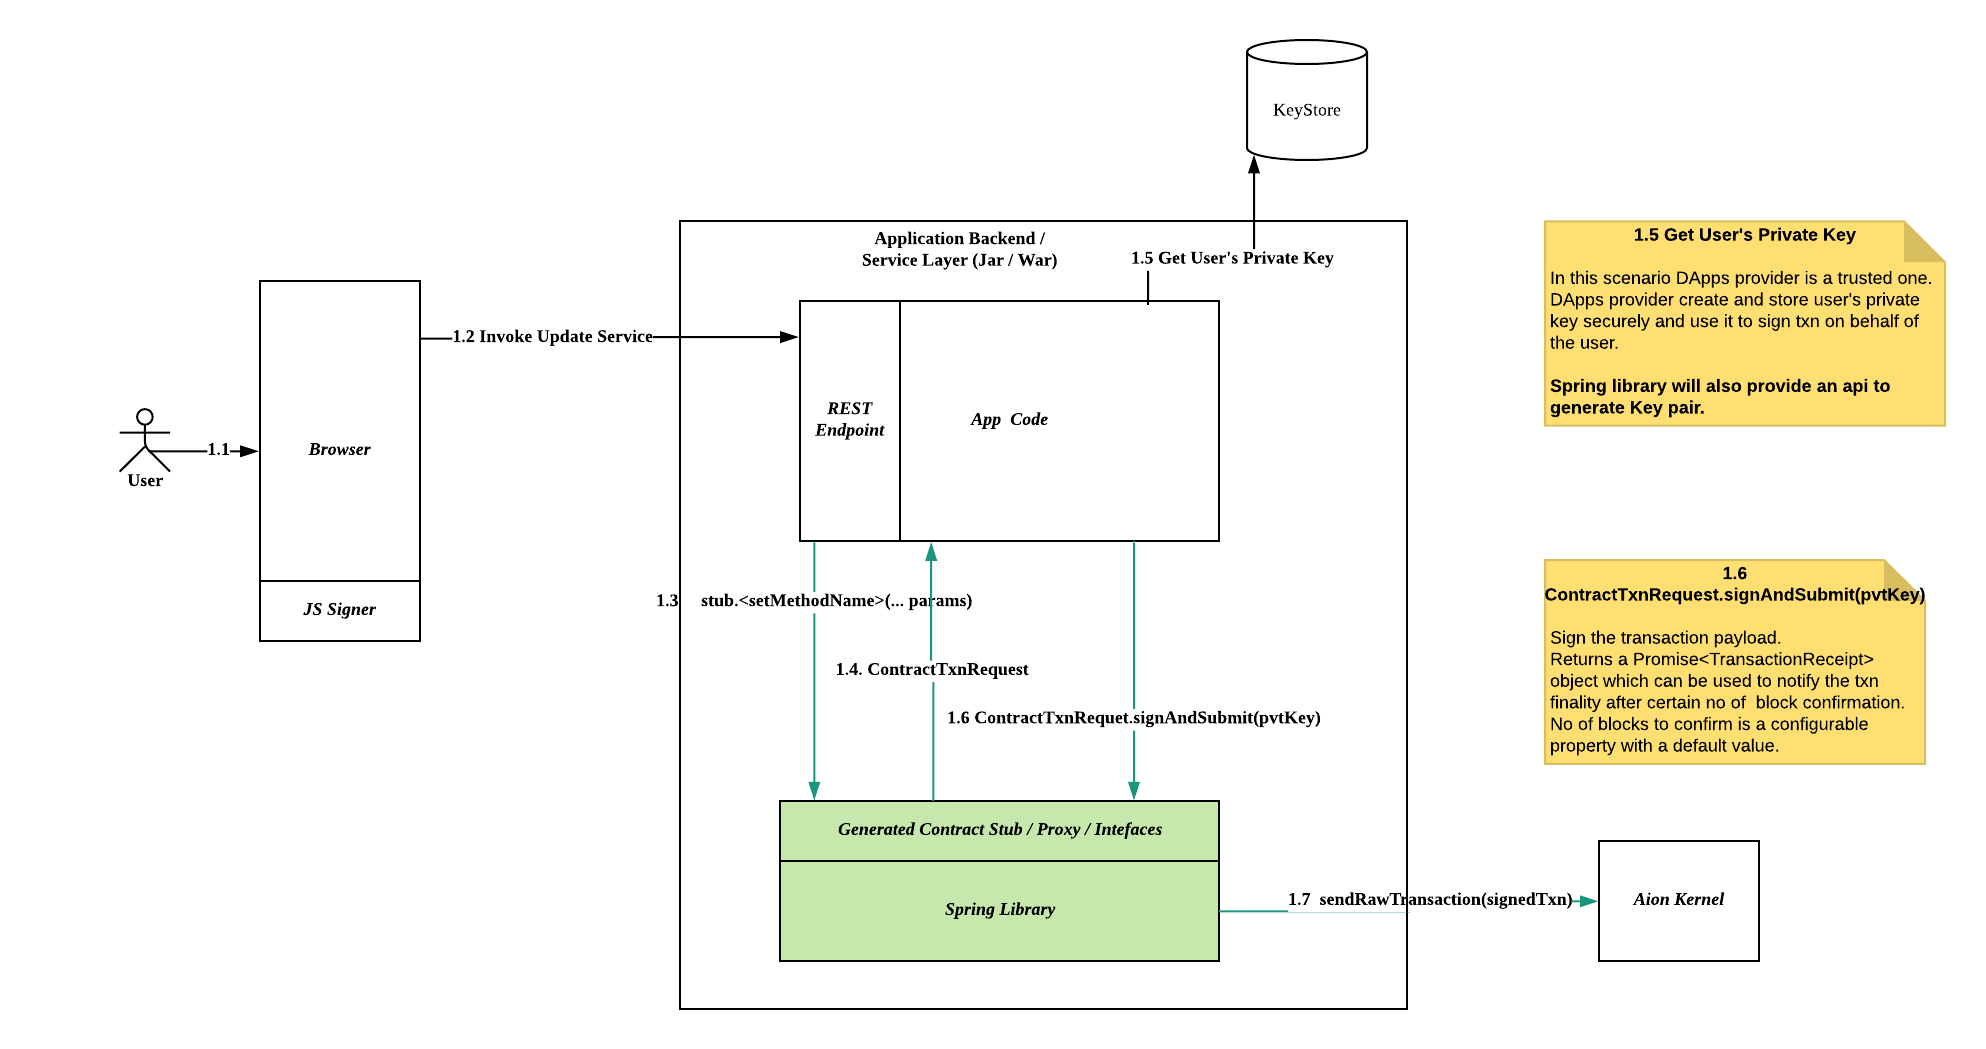 KeyStore
Application Backend /
Service Layer (Jar / War)
1.5 Get User's Private Key
1.2 Invoke Update Service
REST
Endpoint
App  Code
1.1
User
Browser
JS Signer
1.3     stub.<setMethodName>(... params)
1.4. ContractTxnRequest
1.6 ContractTxnRequet.signAndSubmit(pvtKey)
Generated Contract Stub / Proxy / Intefaces
Spring Library
1.7  sendRawTransaction(signedTxn)
Aion Kernel
1.5 Get User's Private Key
In this scenario DApps provider is a trusted one.
DApps provider create and store user's private
key securely and use it to sign txn on behalf of
the user.
Spring library will also provide an api to
generate Key pair.
1.6
ContractTxnRequest.signAndSubmit(pvtKey)
Sign the transaction payload.
Returns a Promise<TransactionReceipt>
object which can be used to notify the txn
finality after certain no of  block confirmation.
No of blocks to confirm is a configurable
property with a default value.